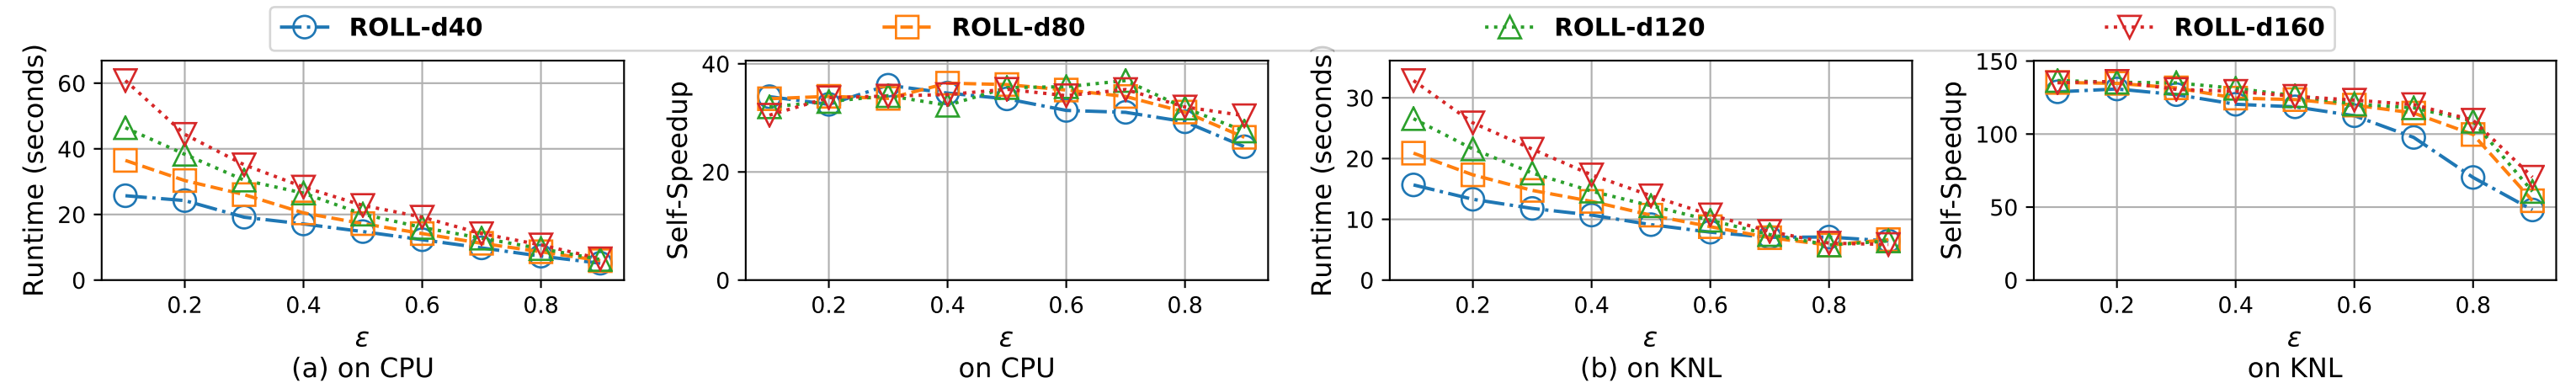 ROLL-d40 ROLL-d80 ROLL-d120 ROLL-d160
Runtime (seconds)
60
40
20
0
0.2 0.4 0.6 0.8
ε
(a) on CPU
Self-Speedup
40
20
0
0.2 0.4 0.6 0.8
ε
on CPU
Runtime (seconds)
30
20
10
0
0.2 0.4 0.6 0.8
ε
(b) on KNL
Self-Speedup
150
100
50
0
0.2 0.4 0.6 0.8
ε
on KNL